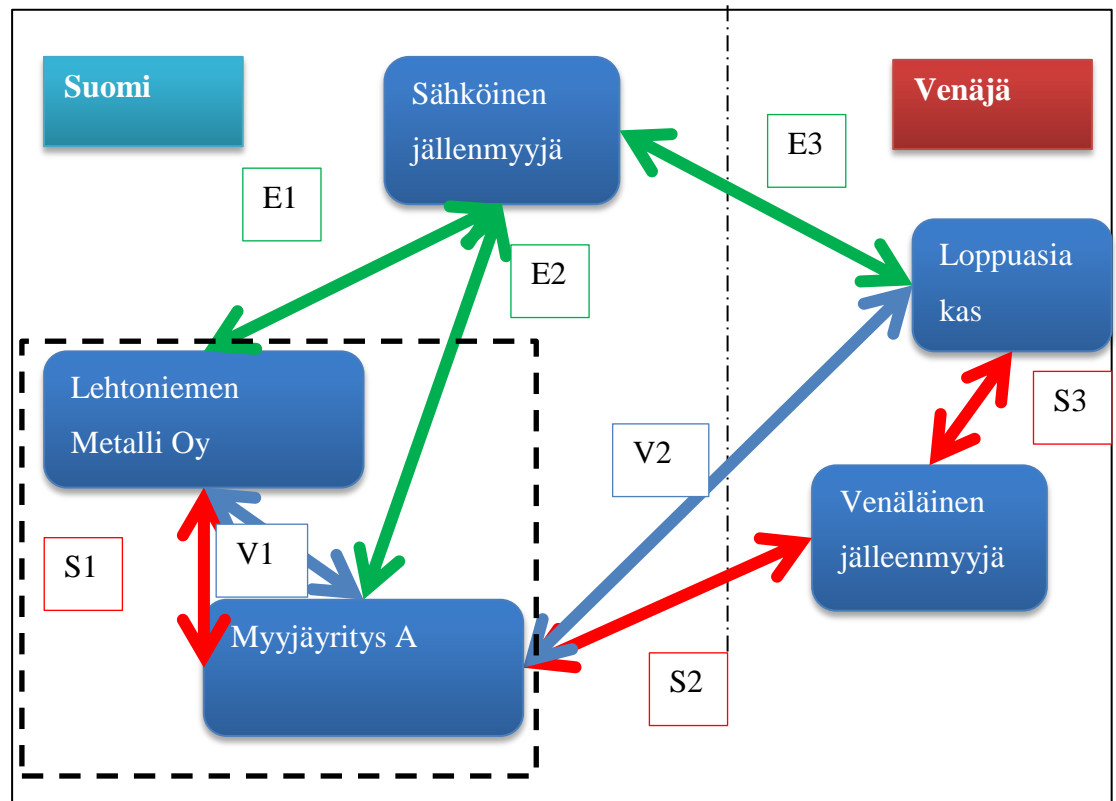 Suomi
Sähköinen
jällenmyyjä
Venäjä
E3
E1
E2
Loppuasia
kas
Lehtoniemen
Metalli Oy
S3
V2
V1
S1
Venäläinen
jälleenmyyjä
Myyjäyritys A
S2